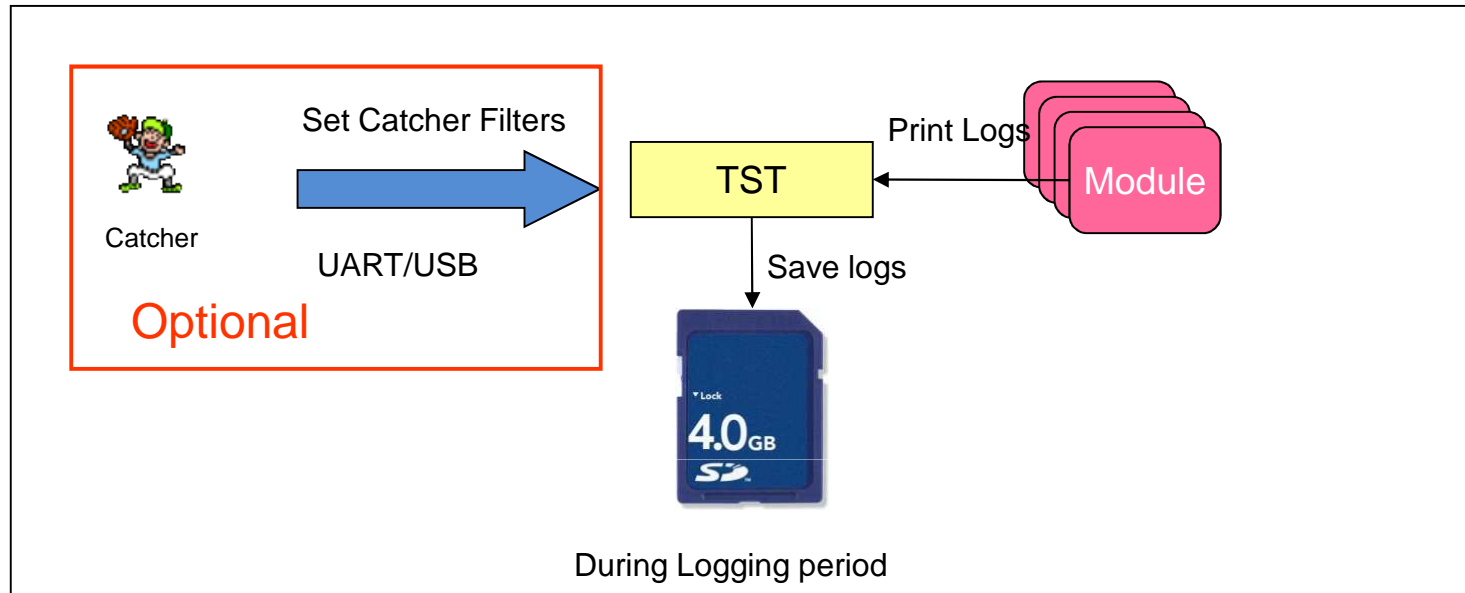 Set Catcher Filters
Catcher
UART/USB
Optional
TST
Print Logs
Module
Save logs
Lock
4.0GB
SD
During Logging period